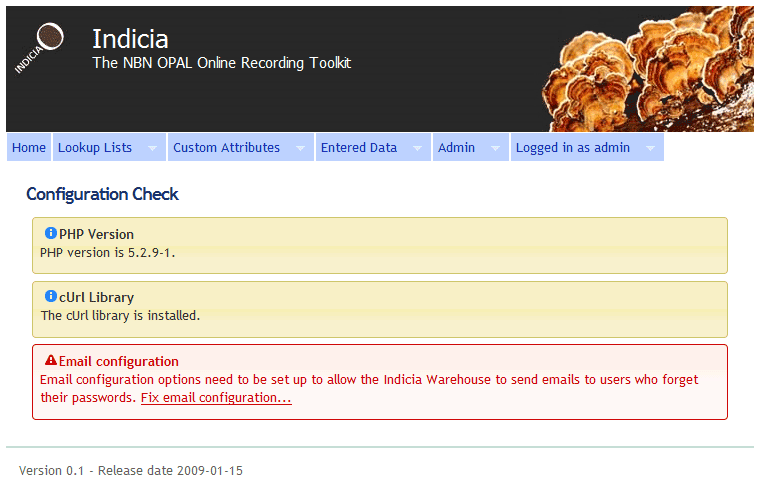 INDICIA
Indicia
The NBN OPAL Online Recording Toolkit
Home Lookup Lists Custom Attributes Entered Data Admin Logged in as admin
Configuration Check
PHP Version
PHP version is 5.2.9-1.
cUrl Library
The cUrl library is installed.
Email configuration
Email configuration options need to be set up to allow the Indicia Warehouse to send emails to users who forget
their passwords. Fix email configuration...
Version 0.1 - Release date 2009-01-15